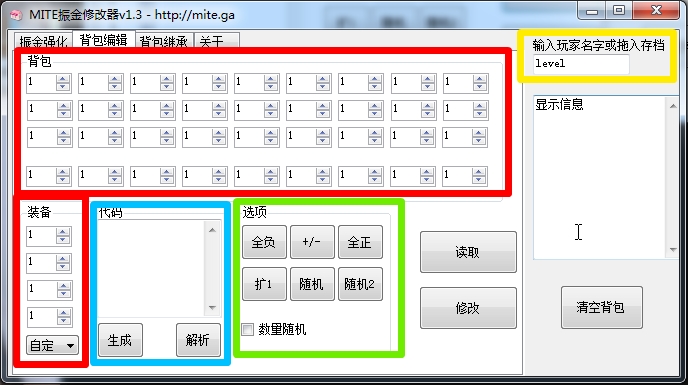 MITE振金修改器v1.3 - http://mite.ga
振金强化 背包编辑 背包继承 关于
输入玩家名字或拖入存档
level
背包
1 1 1 1 1 1 1 1 1
1 1 1 1 1 1 1 1 1
1 1 1 1 1 1 1 1 1
1 1 1 1 1 1 1 1 1
显示信息
装备
1
1
1
1
自定
代码
生成 解析
选项
全负 +/- 全正
扩1 随机 随机2
数量随机
读取
修改
清空背包